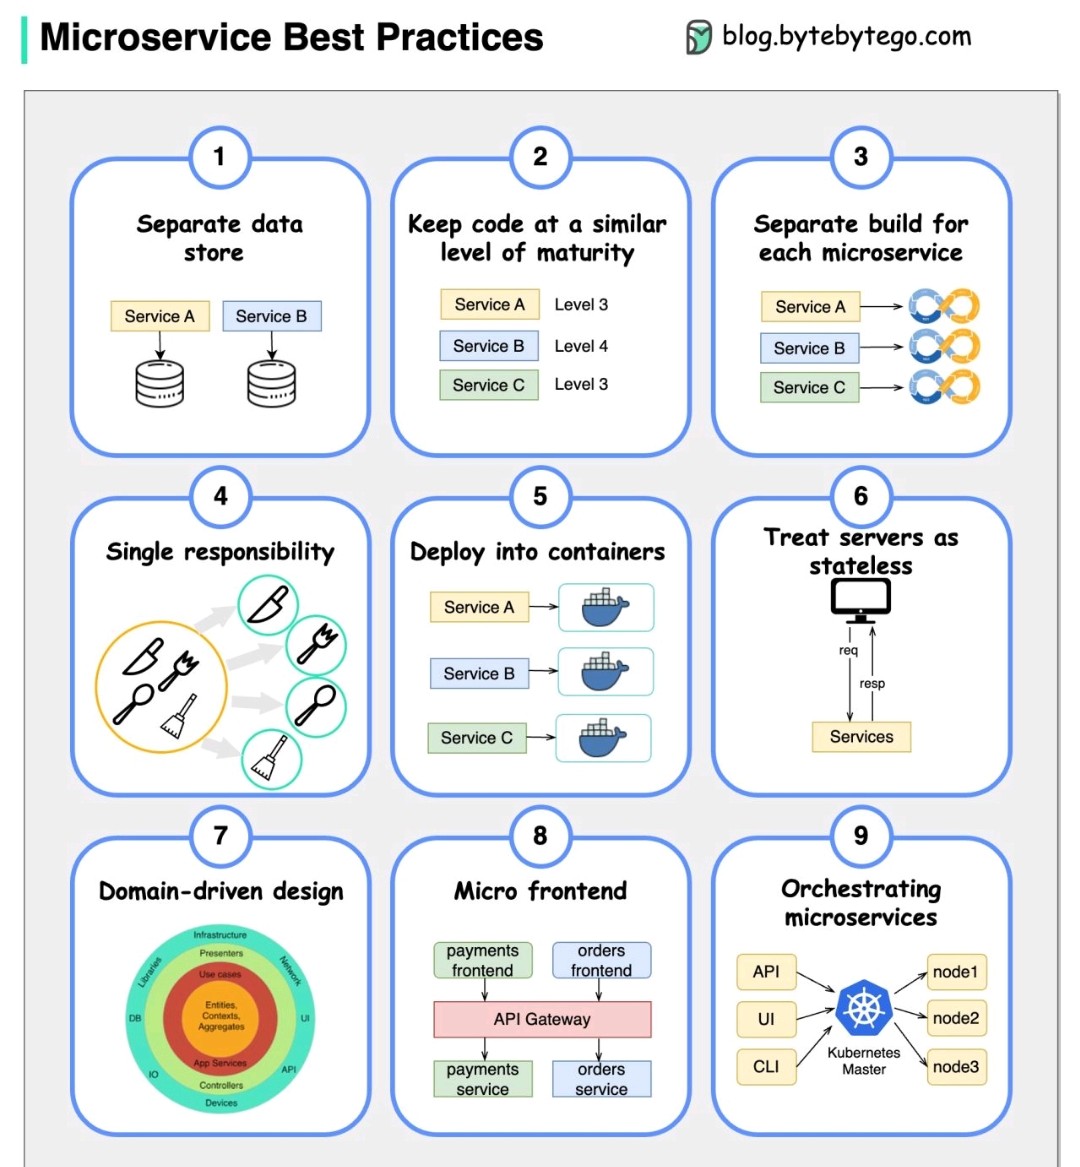 Microservice Best Practices
blog.bytebytego.com
1
Separate data
store
Service A
Service B
2
Keep code at a similar
level of maturity
Service A Level 3
Service B Level 4
Service C Level 3
3
Separate build for
each microservice
Service A
Service B
Service C
4
Single responsibility
5
Deploy into containers
Service A
Service B
Service C
6
Treat servers as
stateless
req
resp
Services
7
Domain-driven design
Infrastructure
Presenters
Libraries
Network
Use cases
Entities,
Contexts,
Aggregates
DB
UI
App Services
IO
API
Controllers
Devices
8
Micro frontend
payments
frontend
orders
frontend
API Gateway
payments
service
orders
service
9
Orchestrating
microservices
API
UI
CLI
Kubernetes
Master
node1
node2
node3